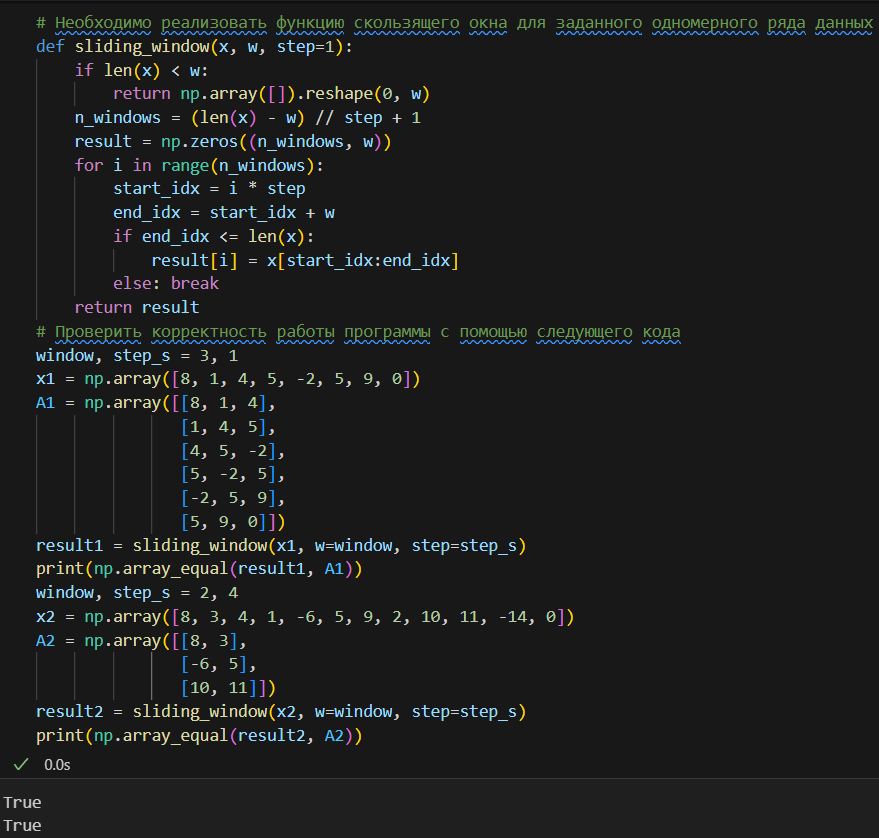 # Необходимо реализовать функцию скользящего окна для заданного одномерного ряда данных
def sliding_window(x, w, step=1):
    if len(x) < w:
        return np.array([]).reshape(0, w)
    n_windows = (len(x) - w) // step + 1
    result = np.zeros((n_windows, w))
    for i in range(n_windows):
        start_idx = i * step
        end_idx = start_idx + w
        if end_idx <= len(x):
            result[i] = x[start_idx:end_idx]
        else: break
    return result
# Проверить корректность работы программы с помощью следующего кода
window, step_s = 3, 1
x1 = np.array([8, 1, 4, 5, -2, 5, 9, 0])
A1 = np.array([[8, 1, 4],
               [1, 4, 5],
               [4, 5, -2],
               [5, -2, 5],
               [-2, 5, 9],
               [5, 9, 0]])
result1 = sliding_window(x1, w=window, step=step_s)
print(np.array_equal(result1, A1))
window, step_s = 2, 4
x2 = np.array([8, 3, 4, 1, -6, 5, 9, 2, 10, 11, -14, 0])
A2 = np.array([[8, 3],
               [-6, 5],
               [10, 11]])
result2 = sliding_window(x2, w=window, step=step_s)
print(np.array_equal(result2, A2))
✓ 0.0s
True
True